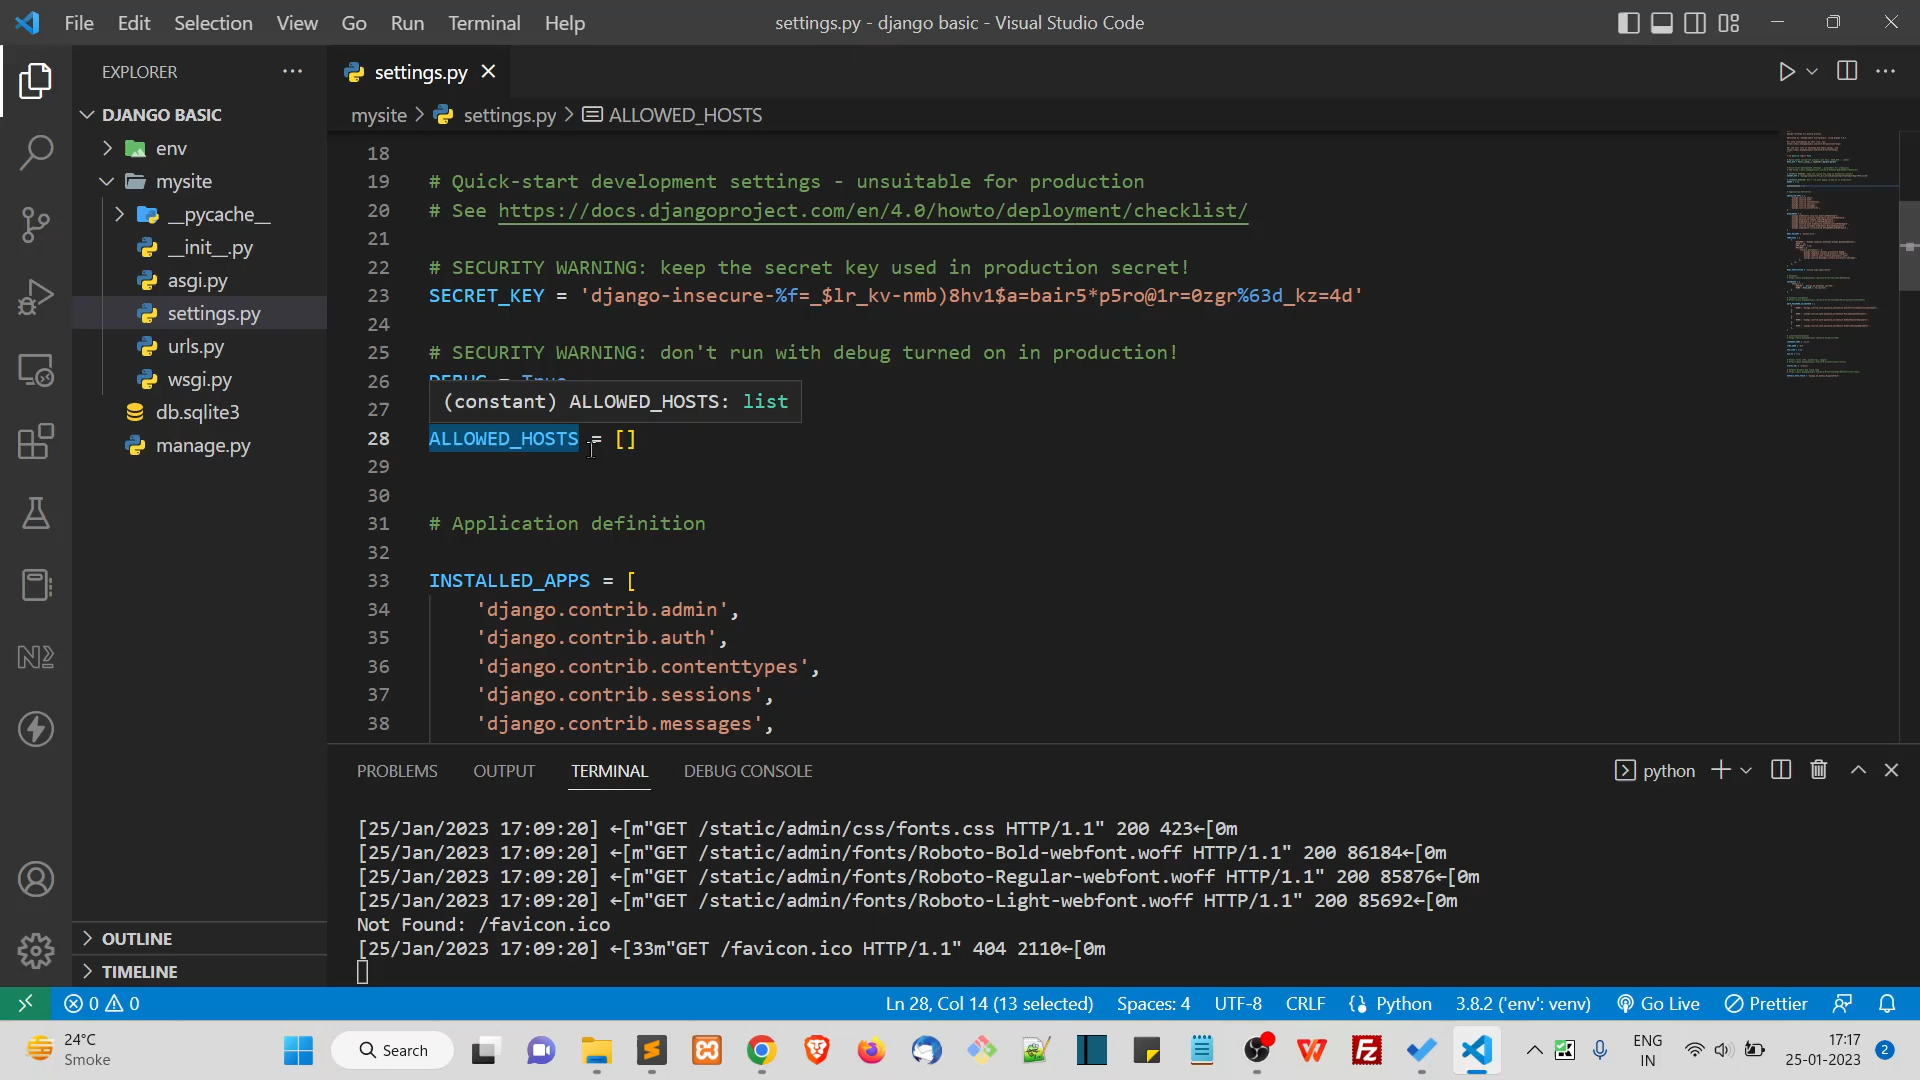 File Edit Selection View Go Run Terminal Help
settings.py - django basic - Visual Studio Code
EXPLORER
DJANGO BASIC
env
mysite
__pycache__
__init__.py
asgi.py
settings.py
urls.py
wsgi.py
db.sqlite3
manage.py
OUTLINE
TIMELINE
settings.py
mysite > settings.py > ALLOWED_HOSTS
18
19 # Quick-start development settings - unsuitable for production
20 # See https://docs.djangoproject.com/en/4.0/howto/deployment/checklist/
21
22 # SECURITY WARNING: keep the secret key used in production secret!
23 SECRET_KEY = 'django-insecure-%f=_$lr_kv-nmb)8hv1$a=bair5*p5ro@1r=0zgr%63d_kz=4d'
24
25 # SECURITY WARNING: don't run with debug turned on in production!
26 DEBUG = True
(constant) ALLOWED_HOSTS: list
27
28 ALLOWED_HOSTS = []
29
30
31 # Application definition
32
33 INSTALLED_APPS = [
34 'django.contrib.admin',
35 'django.contrib.auth',
36 'django.contrib.contenttypes',
37 'django.contrib.sessions',
38 'django.contrib.messages',
PROBLEMS OUTPUT TERMINAL DEBUG CONSOLE
python
[25/Jan/2023 17:09:20] ←[m"GET /static/admin/css/fonts.css HTTP/1.1" 200 423←[0m
[25/Jan/2023 17:09:20] ←[m"GET /static/admin/fonts/Roboto-Bold-webfont.woff HTTP/1.1" 200 86184←[0m
[25/Jan/2023 17:09:20] ←[m"GET /static/admin/fonts/Roboto-Regular-webfont.woff HTTP/1.1" 200 85876←[0m
[25/Jan/2023 17:09:20] ←[m"GET /static/admin/fonts/Roboto-Light-webfont.woff HTTP/1.1" 200 85692←[0m
Not Found: /favicon.ico
[25/Jan/2023 17:09:20] ←[33m"GET /favicon.ico HTTP/1.1" 404 2110←[0m
0 0
Ln 28, Col 14 (13 selected) Spaces: 4 UTF-8 CRLF Python 3.8.2 ('env': venv) Go Live Prettier
24°C
Smoke
Search
ENG
IN
17:17
25-01-2023
2